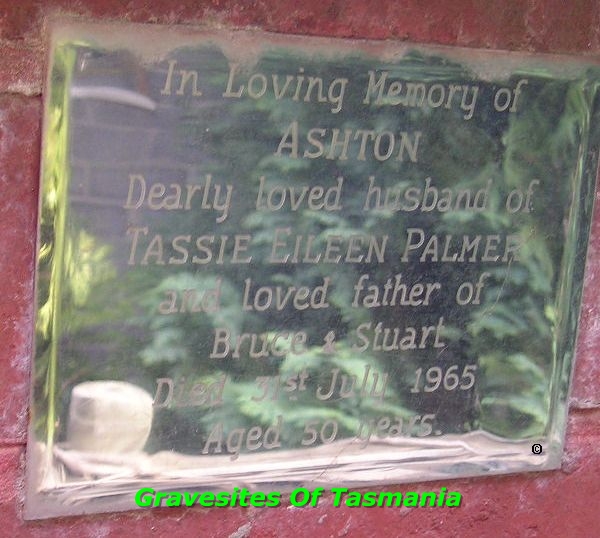 In Loving Memory of
ASHTON
Dearly loved husband of
TASSIE EILEEN PALMER
and loved father of
Bruce & Stuart
Died 31st July 1965
Aged 50 years.
©
Gravesites Of Tasmania